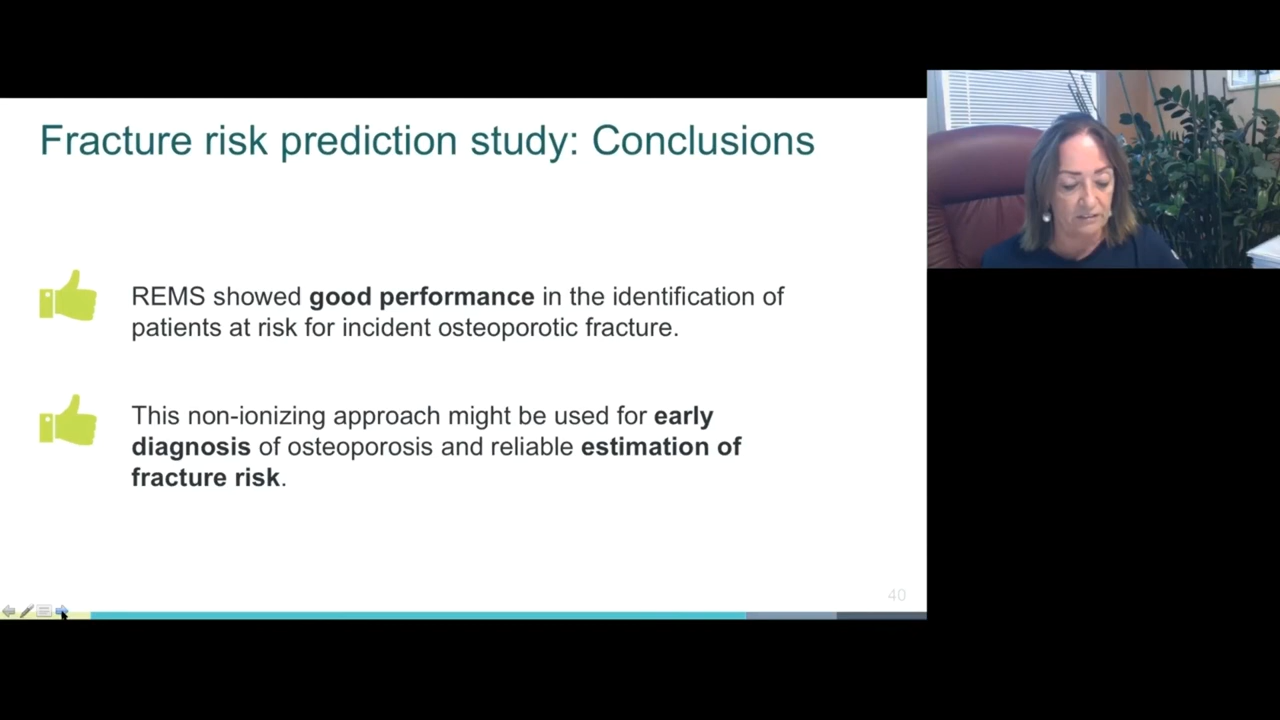 Fracture risk prediction study: Conclusions
REMS showed good performance in the identification of
patients at risk for incident osteoporotic fracture.
This non-ionizing approach might be used for early
diagnosis of osteoporosis and reliable estimation of
fracture risk.
40